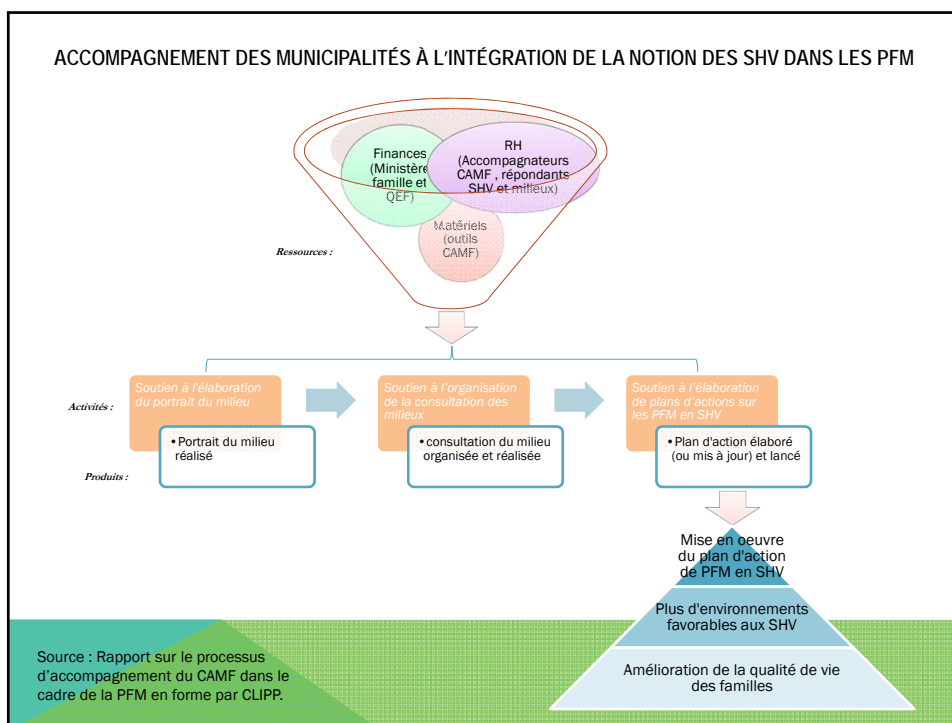 ACCOMPAGNEMENT DES MUNICIPALITÉS À L'INTÉGRATION DE LA NOTION DES SHV DANS LES PFM
Finances
(Ministère
famille et
QEF)
RH
(Accompagnateurs
CAMF , répondants
SHV et milieux)
Matériels
(outils
CAMF)
Ressources :
Activités :
Soutien à l'élaboration
du portrait du milieu
Soutien à l'organisation
de la consultation des
milieux
Soutien à l'élaboration
de plans d'actions sur
les PFM en SHV
Produits :
• Portrait du milieu
réalisé
• consultation du milieu
organisée et réalisée
• Plan d'action élaboré
(ou mis à jour) et lancé
Mise en oeuvre
du plan d'action
de PFM en SHV
Plus d'environnements
favorables aux SHV
Amélioration de la qualité de vie
des familles
Source : Rapport sur le processus
d'accompagnement du CAMF dans le
cadre de la PFM en forme par CLIPP.